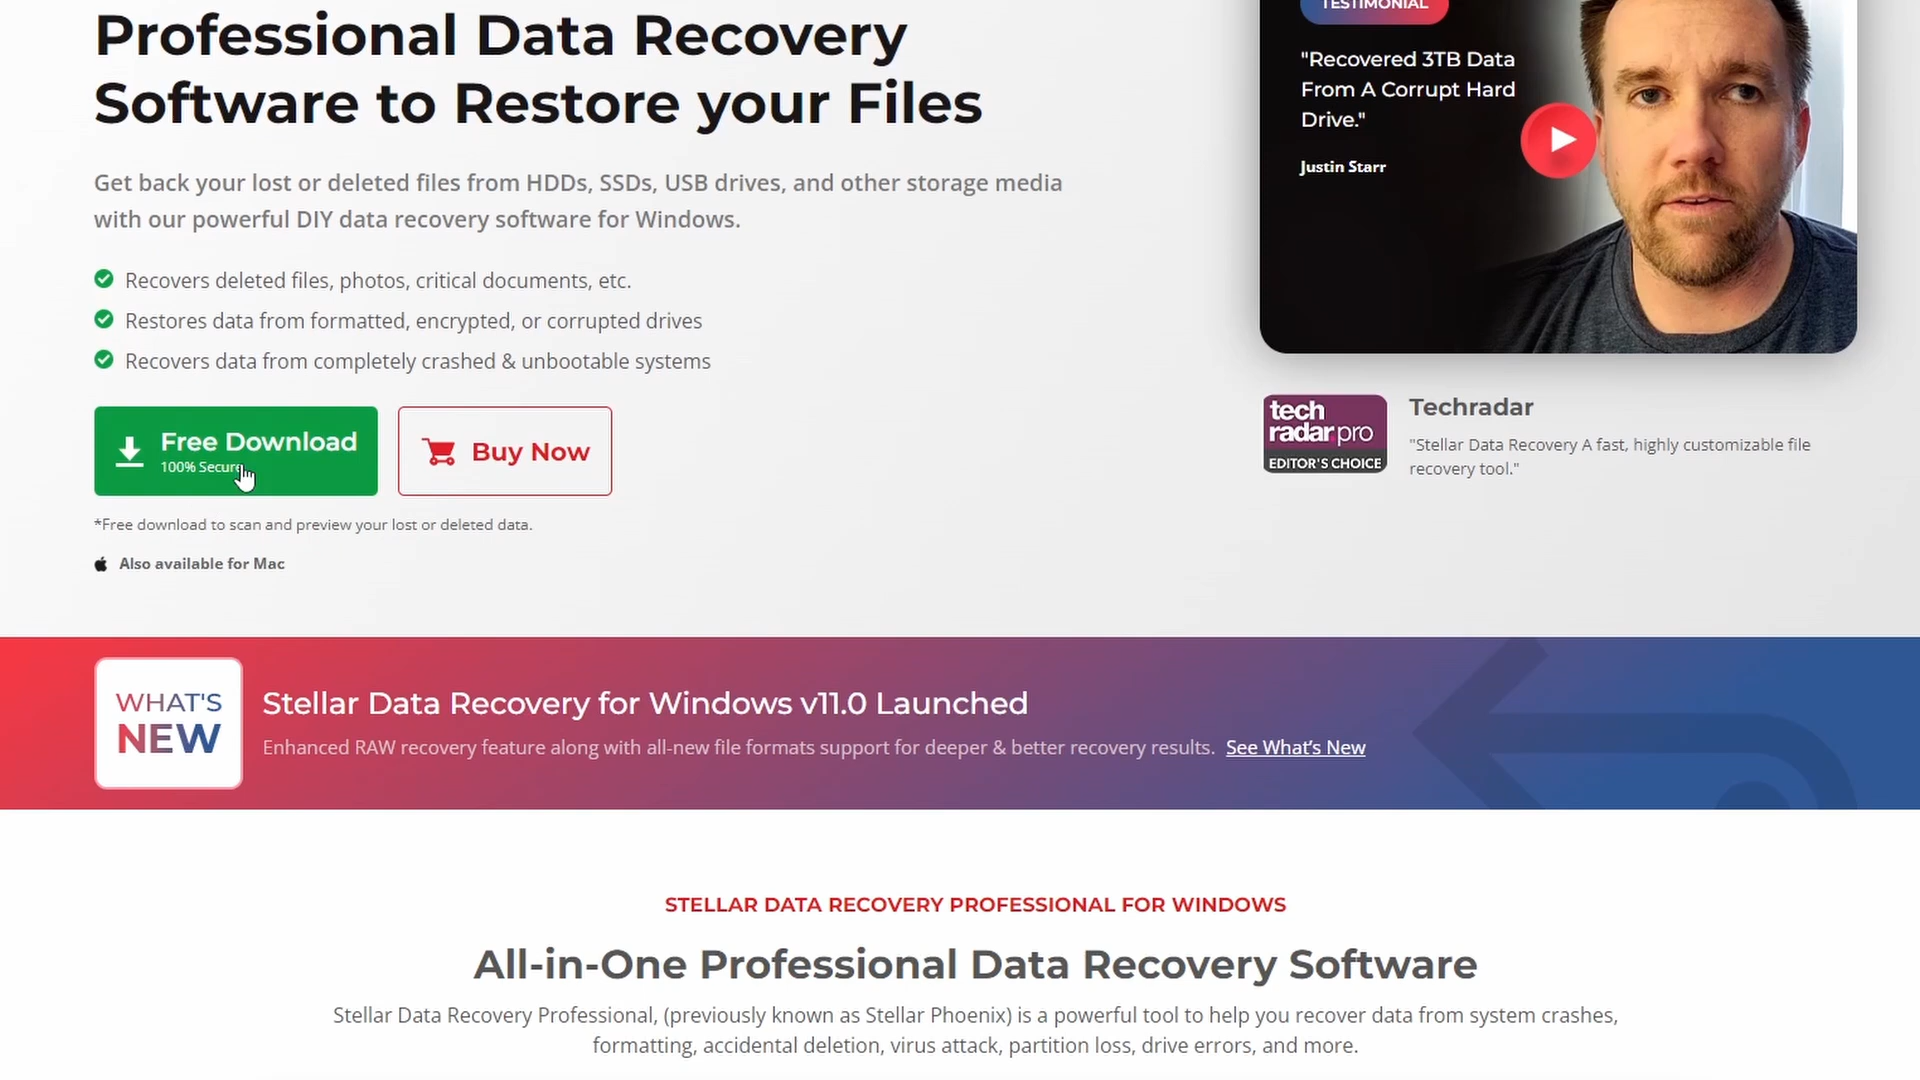 Professional Data Recovery
Software to Restore your Files
Get back your lost or deleted files from HDDs, SSDs, USB drives, and other storage media
with our powerful DIY data recovery software for Windows.
Recovers deleted files, photos, critical documents, etc.
Restores data from formatted, encrypted, or corrupted drives
Recovers data from completely crashed & unbootable systems
Free Download
100% Secure
Buy Now
*Free download to scan and preview your lost or deleted data.
Also available for Mac
TESTIMONIAL
"Recovered 3TB Data
From A Corrupt Hard
Drive."
Justin Starr
tech
radar.pro
EDITOR'S CHOICE
Techradar
"Stellar Data Recovery A fast, highly customizable file
recovery tool."
WHAT'S
NEW
Stellar Data Recovery for Windows v11.0 Launched
Enhanced RAW recovery feature along with all-new file formats support for deeper & better recovery results. See What's New
STELLAR DATA RECOVERY PROFESSIONAL FOR WINDOWS
All-in-One Professional Data Recovery Software
Stellar Data Recovery Professional, (previously known as Stellar Phoenix) is a powerful tool to help you recover data from system crashes,
formatting, accidental deletion, virus attack, partition loss, drive errors, and more.